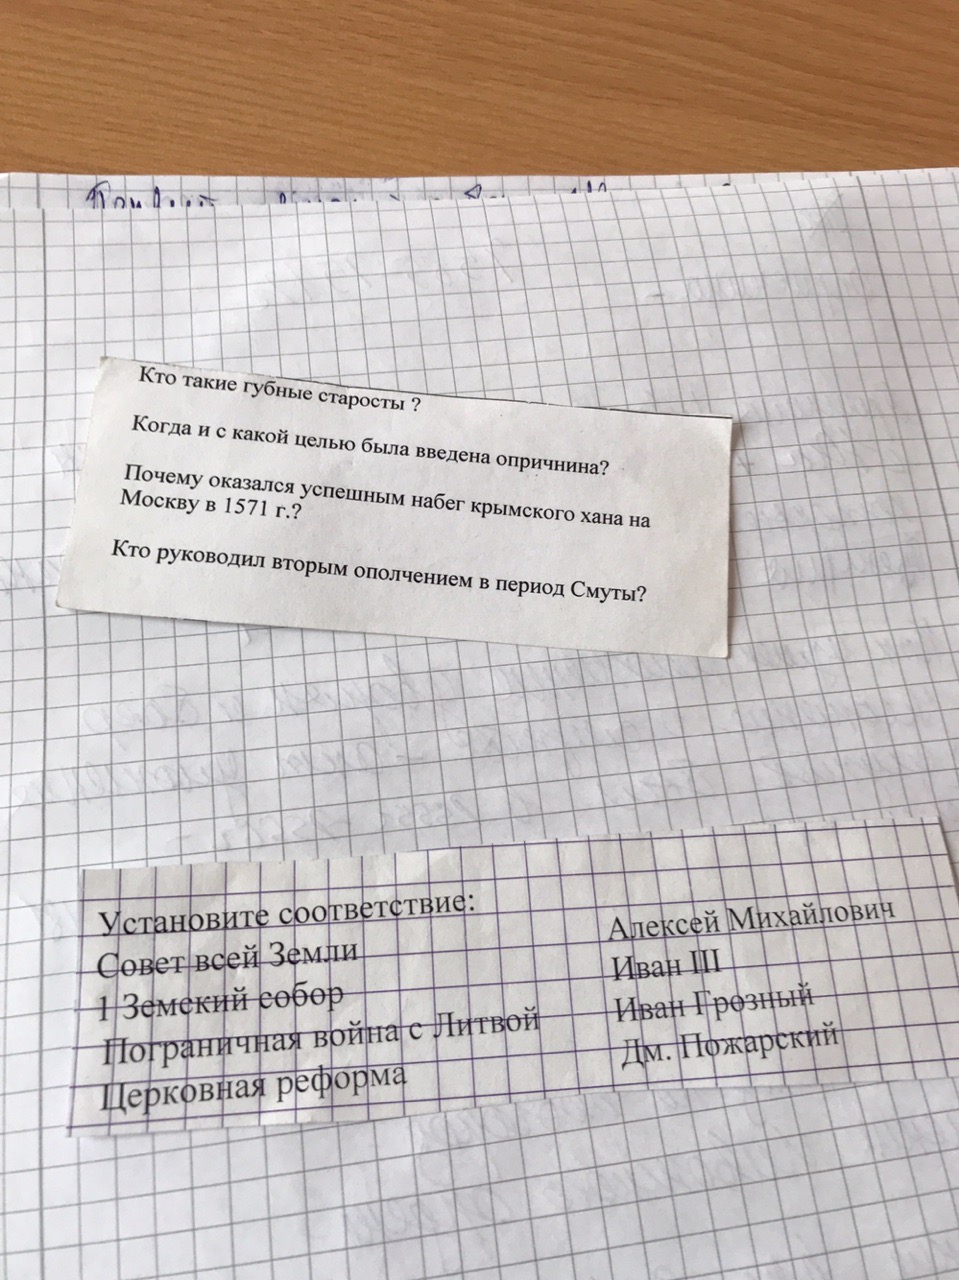 Кто такие губные старосты ?
Когда и с какой целью была введена опричнина?
Почему оказался успешным набег крымского хана на
Москву в 1571 г.?
Кто руководил вторым ополчением в период Смуты?
Установите соответствие:
Совет всей Земли
1 Земский собор
Пограничная война с Литвой
Церковная реформа
Алексей Михайлович
Иван III
Иван Грозный
Дм. Пожарский